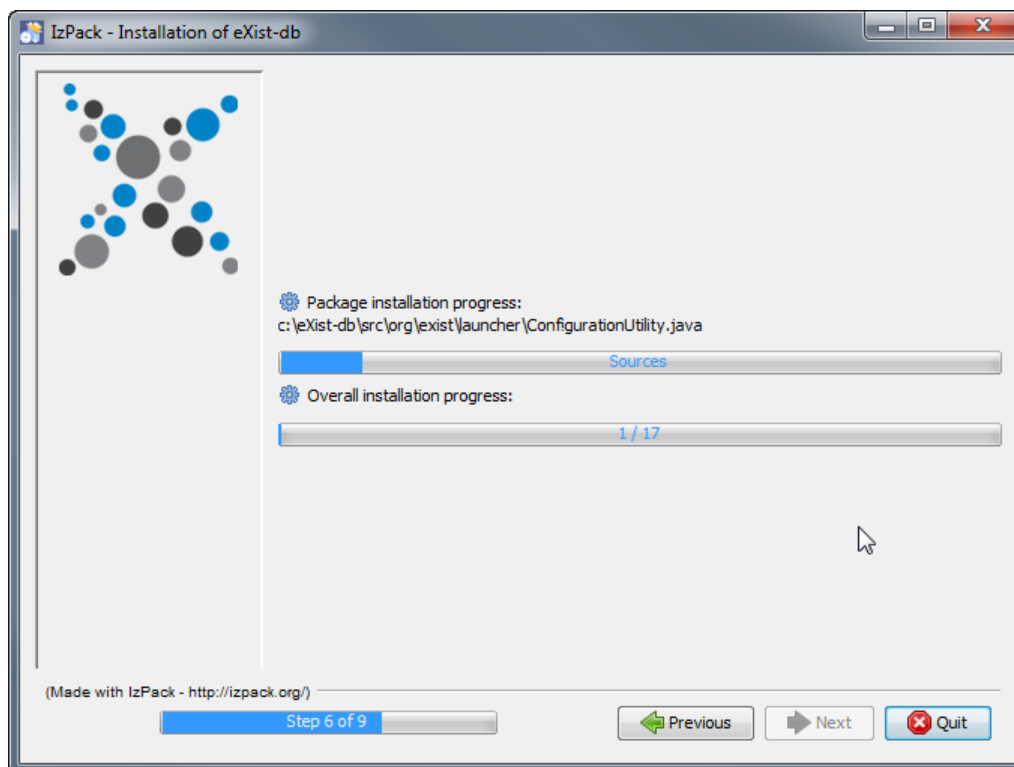 IzPack - Installation of eXist-db
Package installation progress:
c:\eXist-db\src\org\exist\launcher\ConfigurationUtility.java
Sources
Overall installation progress:
1 / 17
(Made with IzPack - http://izpack.org/)
Step 6 of 9
Previous
Next
Quit